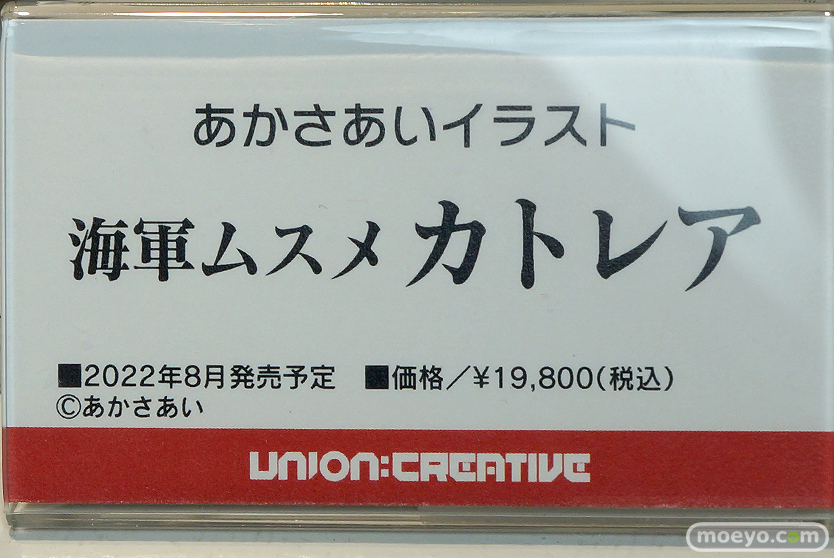 あかさあいイラスト
海軍ムスメ カトレア
■2022年8月発売予定 ■価格／¥19,800(税込)
©あかさあい
UNION:CREATIVE
moeyo.com